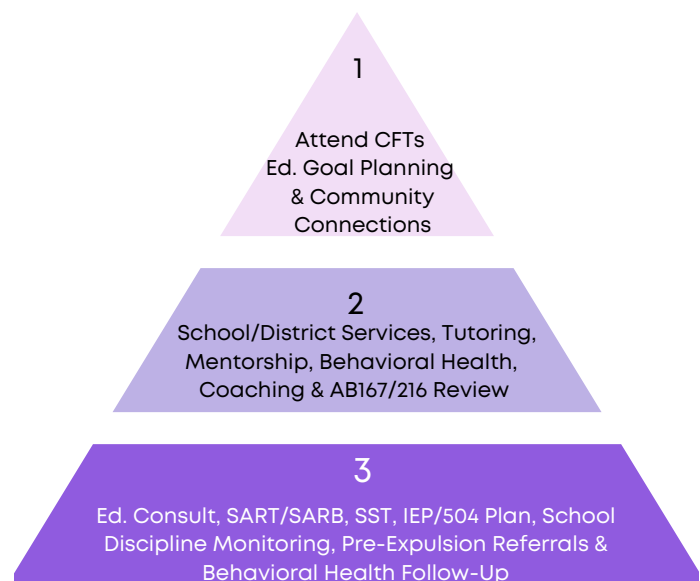 1
Attend CFTs
Ed. Goal Planning
& Community
Connections
2
School/District Services, Tutoring,
Mentorship, Behavioral Health,
Coaching & AB167/216 Review
3
Ed. Consult, SART/SARB, SST, IEP/504 Plan, School
Discipline Monitoring, Pre-Expulsion Referrals &
Behavioral Health Follow-Up